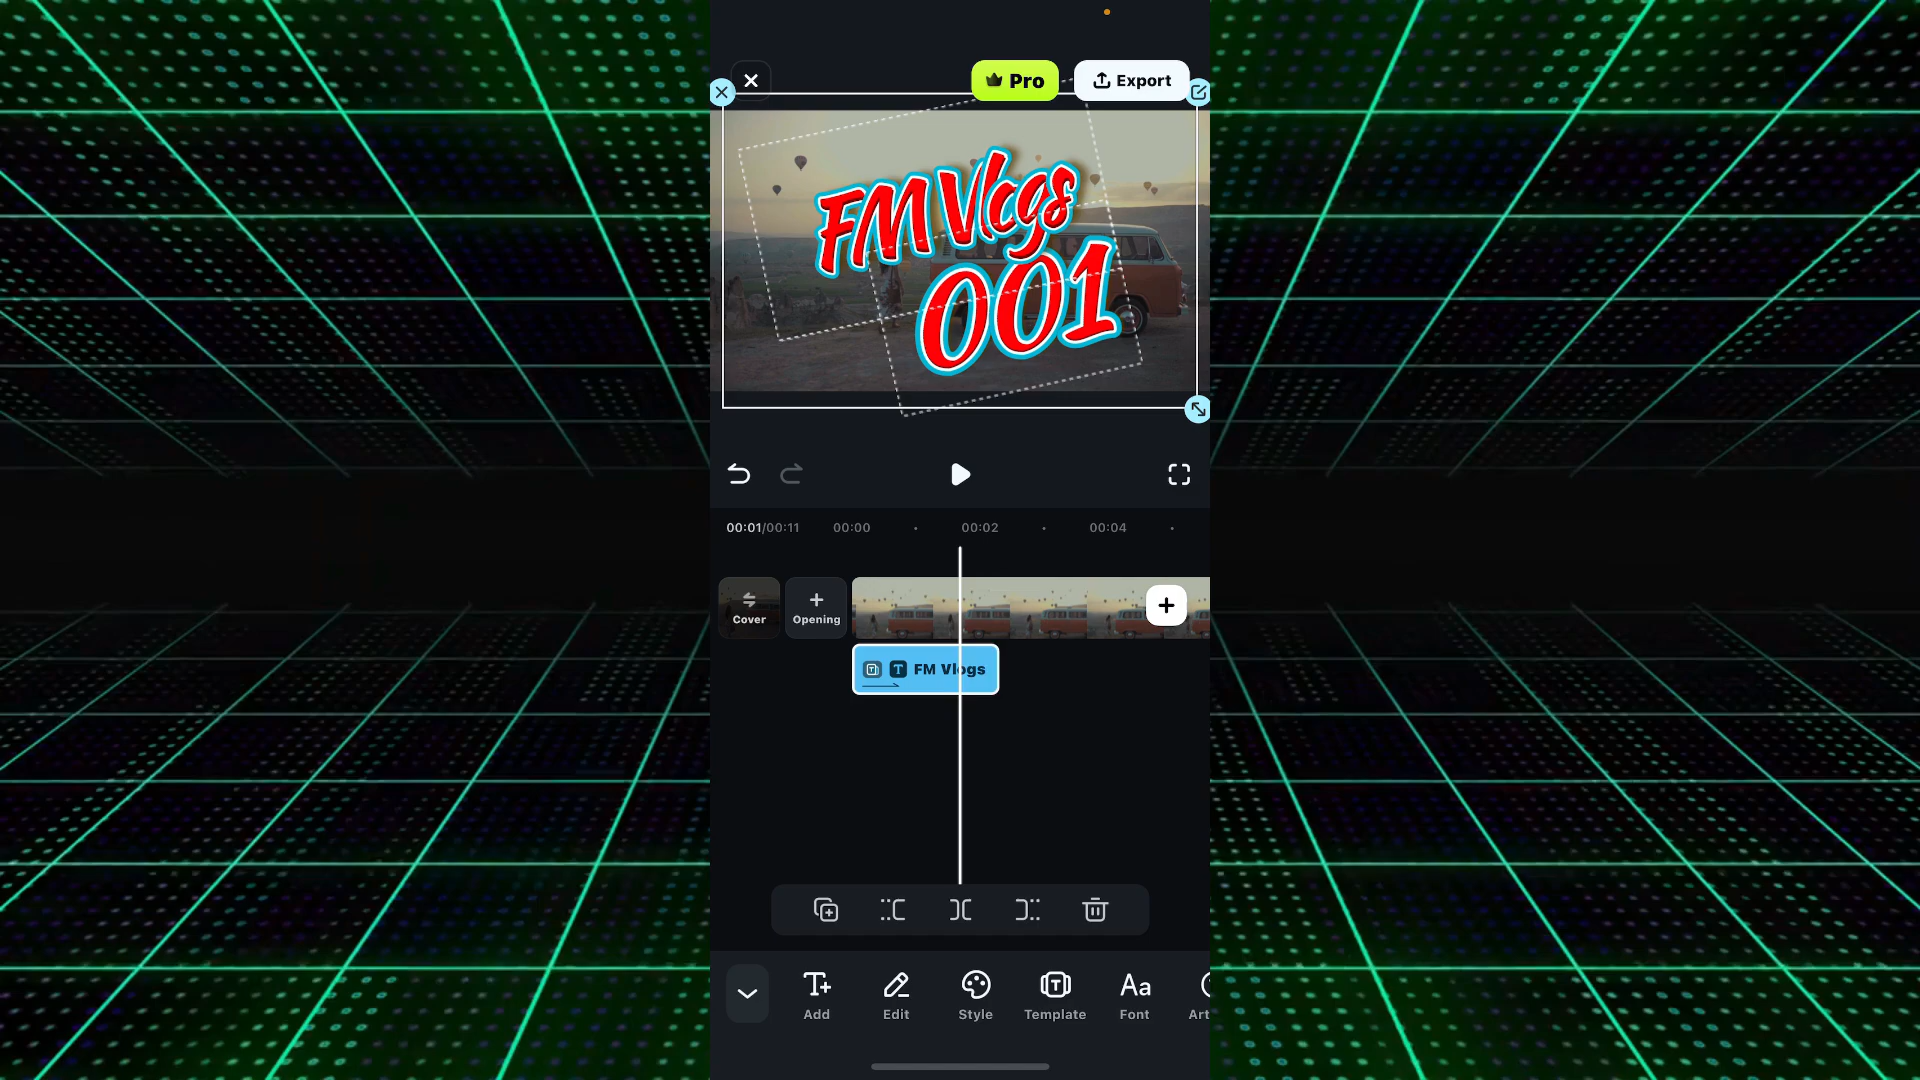 Pro
Export
FM Vlogs
001
00:01/00:11 00:00 00:02 00:04
Cover
Opening
FM Vlogs
Add
Edit
Style
Template
Aa
Font
Art